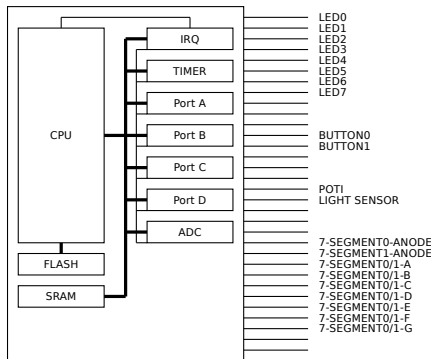 CPU
FLASH
SRAM
IRQ
TIMER
Port A
Port B
Port C
Port D
ADC
LED0
LED1
LED2
LED3
LED4
LED5
LED6
LED7
BUTTON0
BUTTON1
POTI
LIGHT SENSOR
7-SEGMENT0-ANODE
7-SEGMENT1-ANODE
7-SEGMENT0/1-A
7-SEGMENT0/1-B
7-SEGMENT0/1-C
7-SEGMENT0/1-D
7-SEGMENT0/1-E
7-SEGMENT0/1-F
7-SEGMENT0/1-G